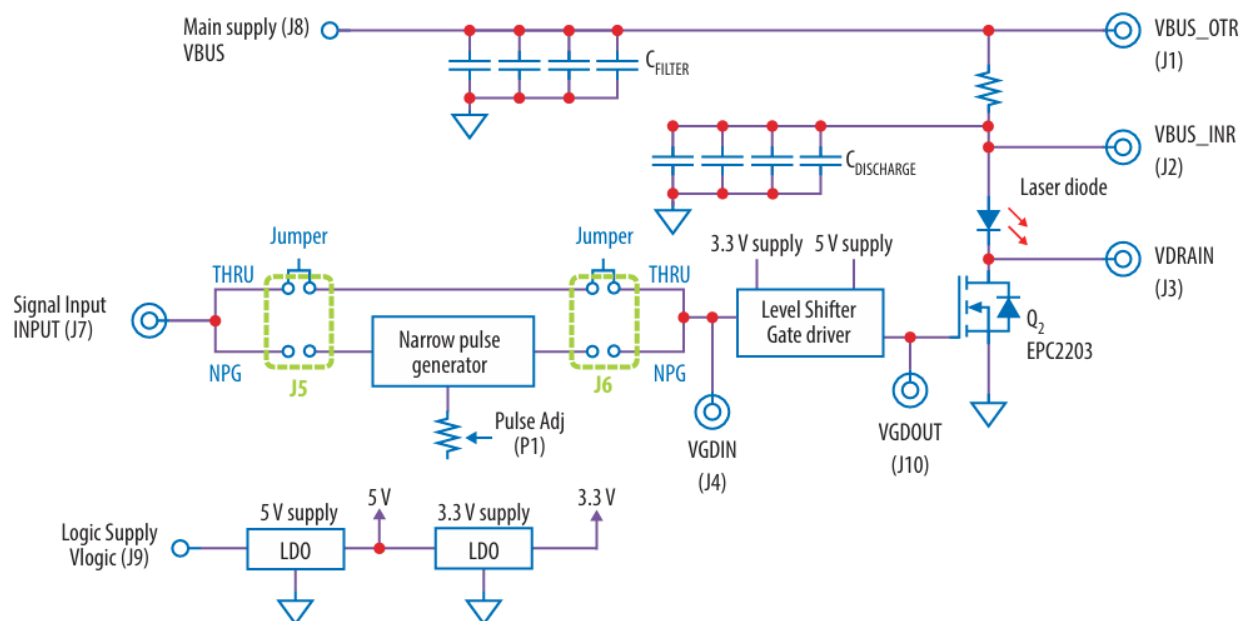 Main supply (J8)
VBUS
C_FILTER
VBUS_OTR
(J1)
VBUS_INR
(J2)
C_DISCHARGE
Laser diode
Jumper
Jumper
3.3 V supply
5 V supply
THRU
THRU
VDRAIN
(J3)
Signal Input
INPUT (J7)
Narrow pulse
generator
Level Shifter
Gate driver
Q2
EPC2203
NPG
J5
J6
NPG
Pulse Adj
(P1)
VGDIN
(J4)
VGDOUT
(J10)
Logic Supply
Vlogic (J9)
5 V supply
LDO
5 V
3.3 V supply
LDO
3.3 V